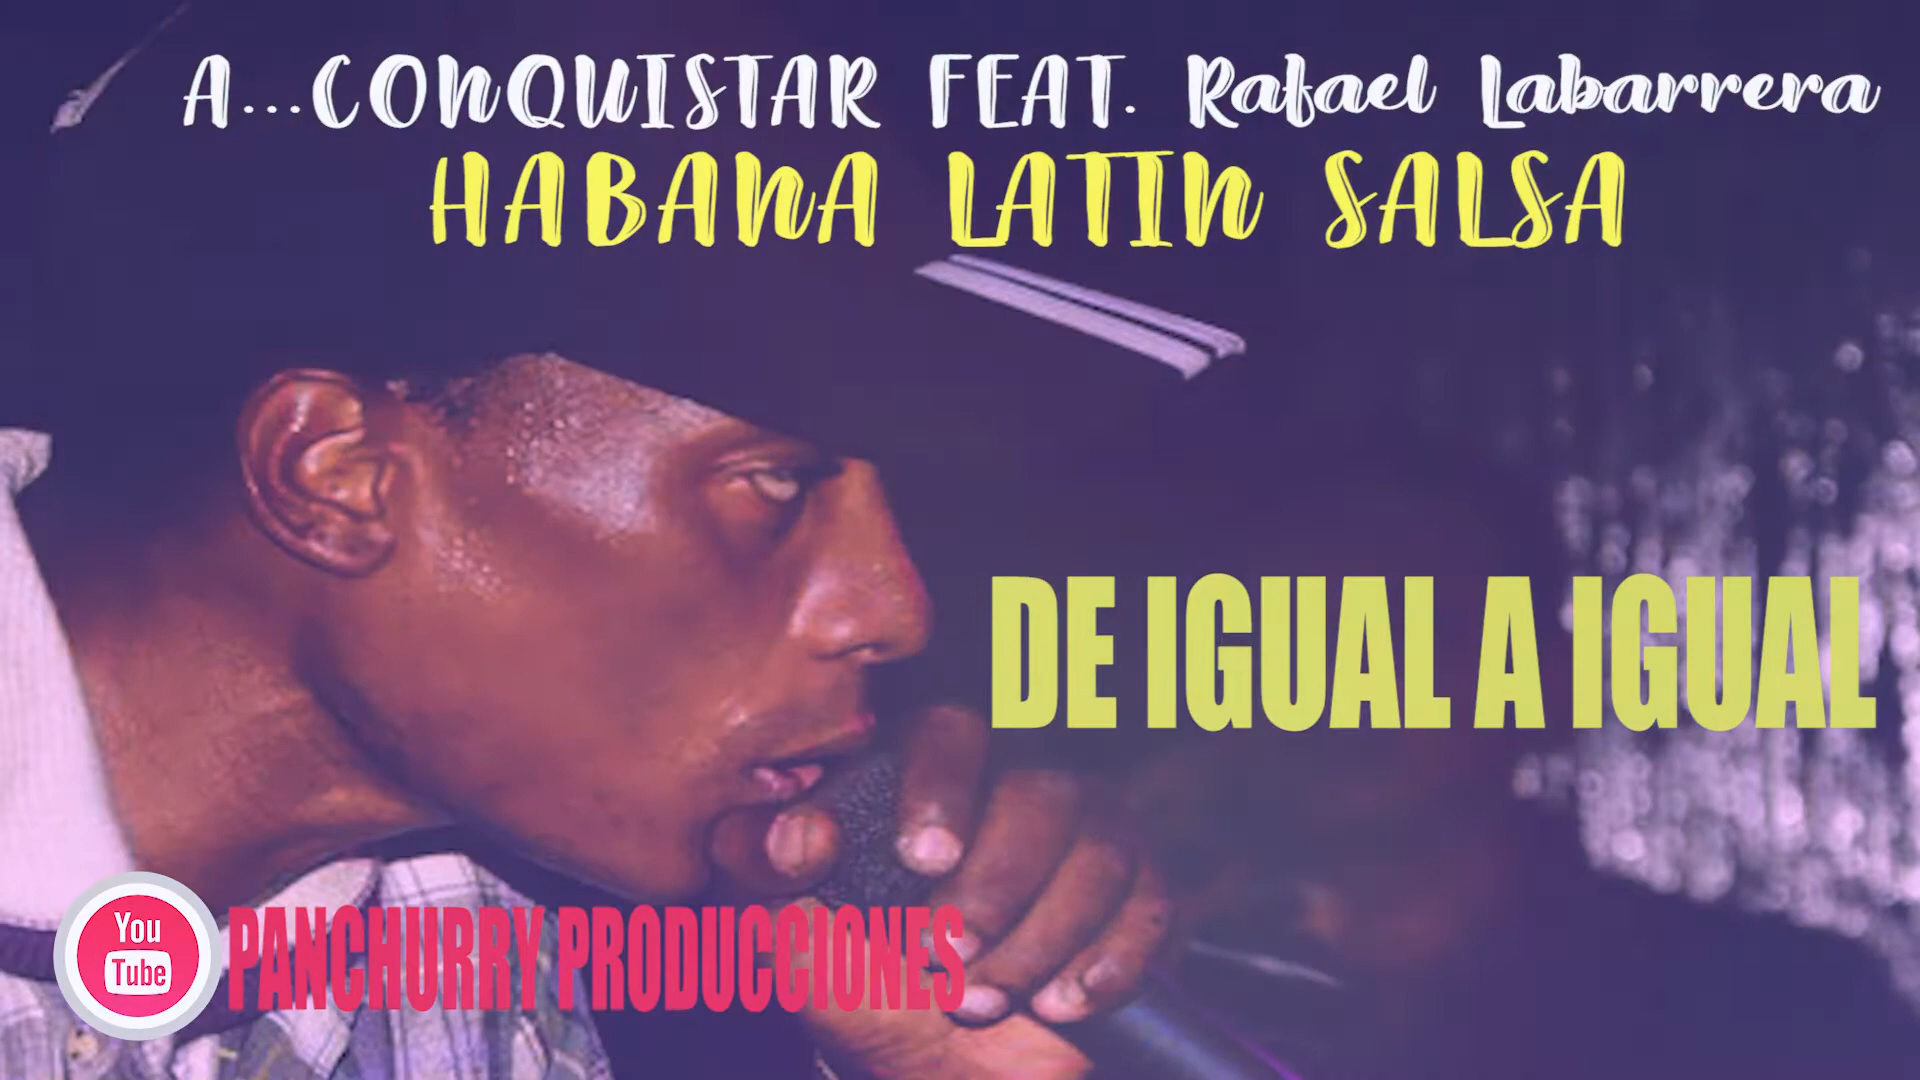 A...CONQUISTAR FEAT. Rafael Labarrera
HABANA LATIN SALSA
DE IGUAL A IGUAL
You
Tube
PANCHURRY PRODUCCIONES